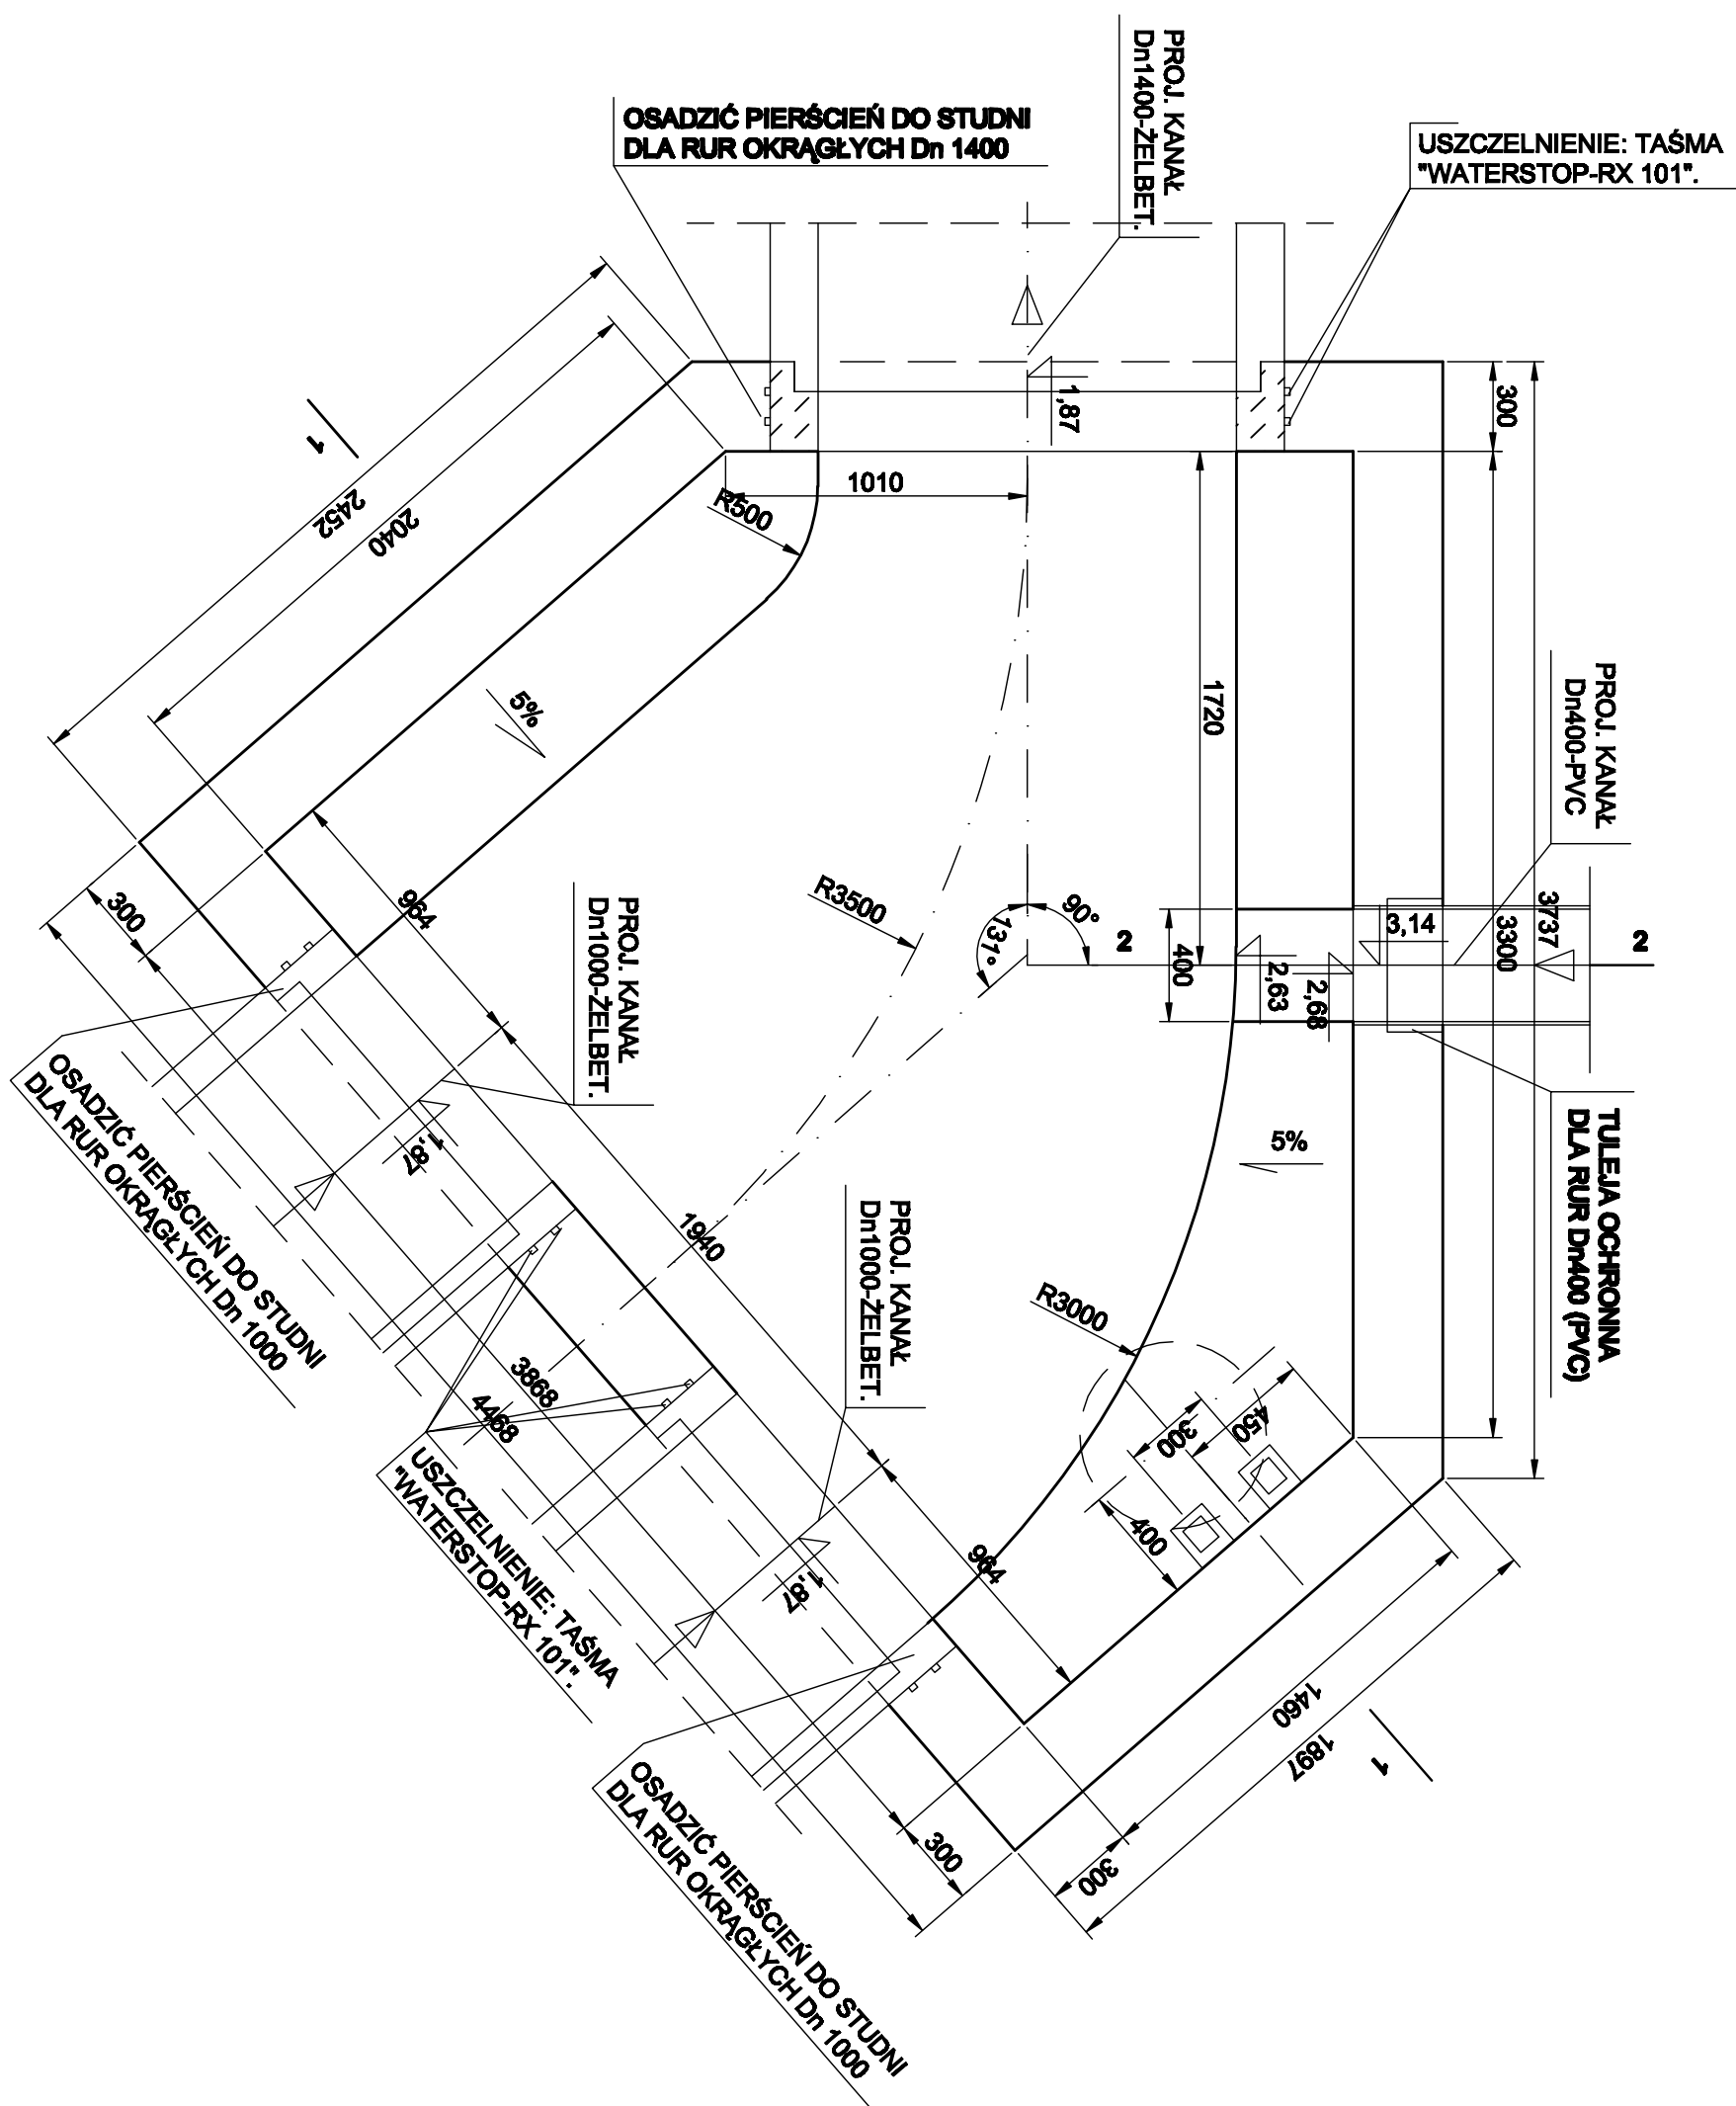 PROJ. KANAŁ
Dn1400-ŻELBET.
OSADZIĆ PIERŚCIEŃ DO STUDNI
DLA RUR OKRĄGŁYCH Dn 1400
USZCZELNIENIE: TAŚMA
"WATERSTOP-RX 101".
1,87
300
1010
R500
1
2452
2040
5%
1720
PROJ. KANAŁ
Dn400-PVC
3737
3300
3,14
2
2
90°
131°
400
2,63
2,68
R3500
964
300
PROJ. KANAŁ
Dn1000-ŻELBET.
1,87
OSADZIĆ PIERŚCIEŃ DO STUDNI
DLA RUR OKRĄGŁYCH Dn 1000
TULEJA OCHRONNA
DLA RUR Dn400 (PVC)
5%
PROJ. KANAŁ
Dn1000-ŻELBET.
1940
R3000
3868
4468
450
300
400
USZCZELNIENIE: TAŚMA
"WATERSTOP-RX 101".
1,87
964
1460
1897
1
300
300
OSADZIĆ PIERŚCIEŃ DO STUDNI
DLA RUR OKRĄGŁYCH Dn 1000